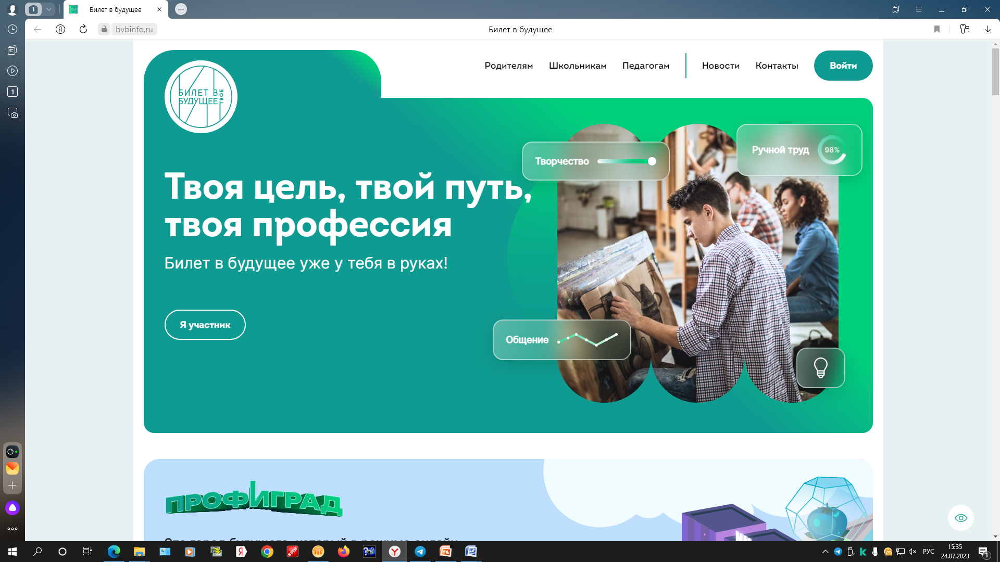 1
Билет в будущее
bvbinfo.ru
Билет в будущее
1
Родителям
Школьникам
Педагогам
Новости
Контакты
Войти
БИЛЕТ В
БУДУЩЕЕ
ТВОЕ
Творчество
Ручной труд
98%
Твоя цель, твой путь,
твоя профессия
Билет в будущее уже у тебя в руках!
Я участник
Общение
ПРОФИГРАД
РУС
15:35
24.07.2023
1